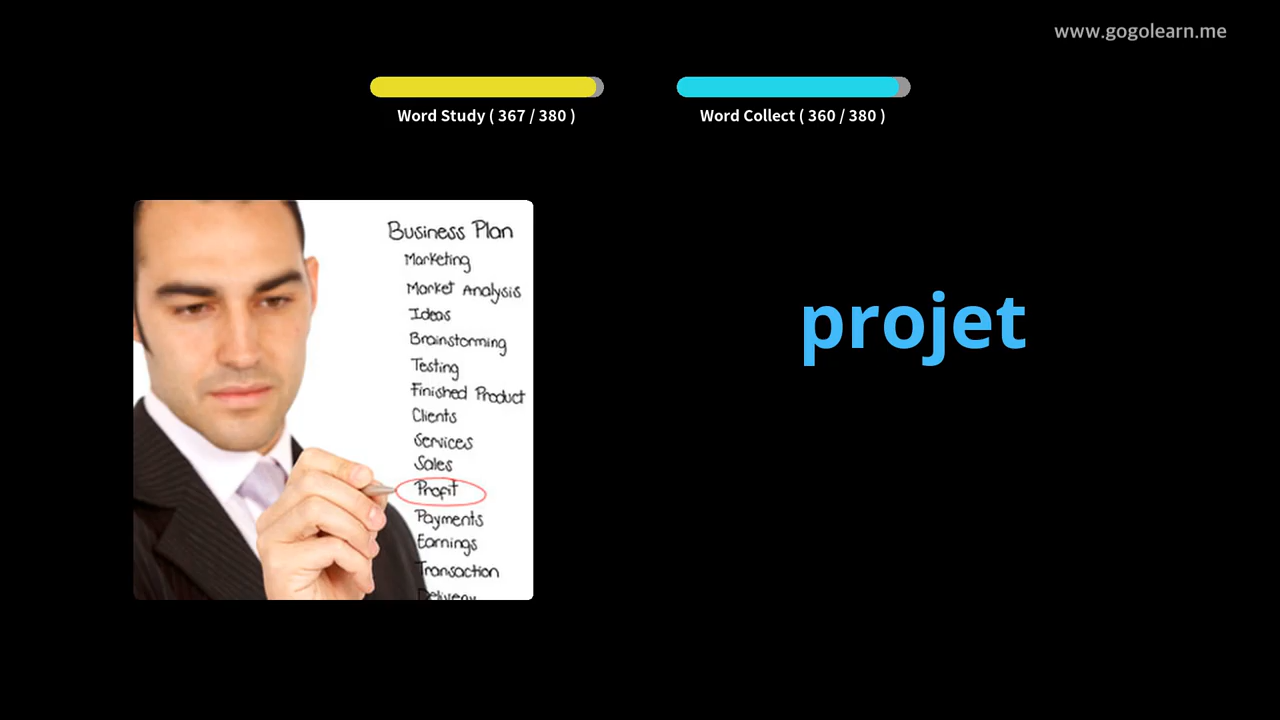 www.gogolearn.me
Word Study ( 367 / 380 )
Word Collect ( 360 / 380 )
Business Plan
Marketing
Market Analysis
Ideas
Brainstorming
Testing
Finished Product
Clients
Services
Sales
Profit
Payments
Earnings
Transaction
Delivery
projet